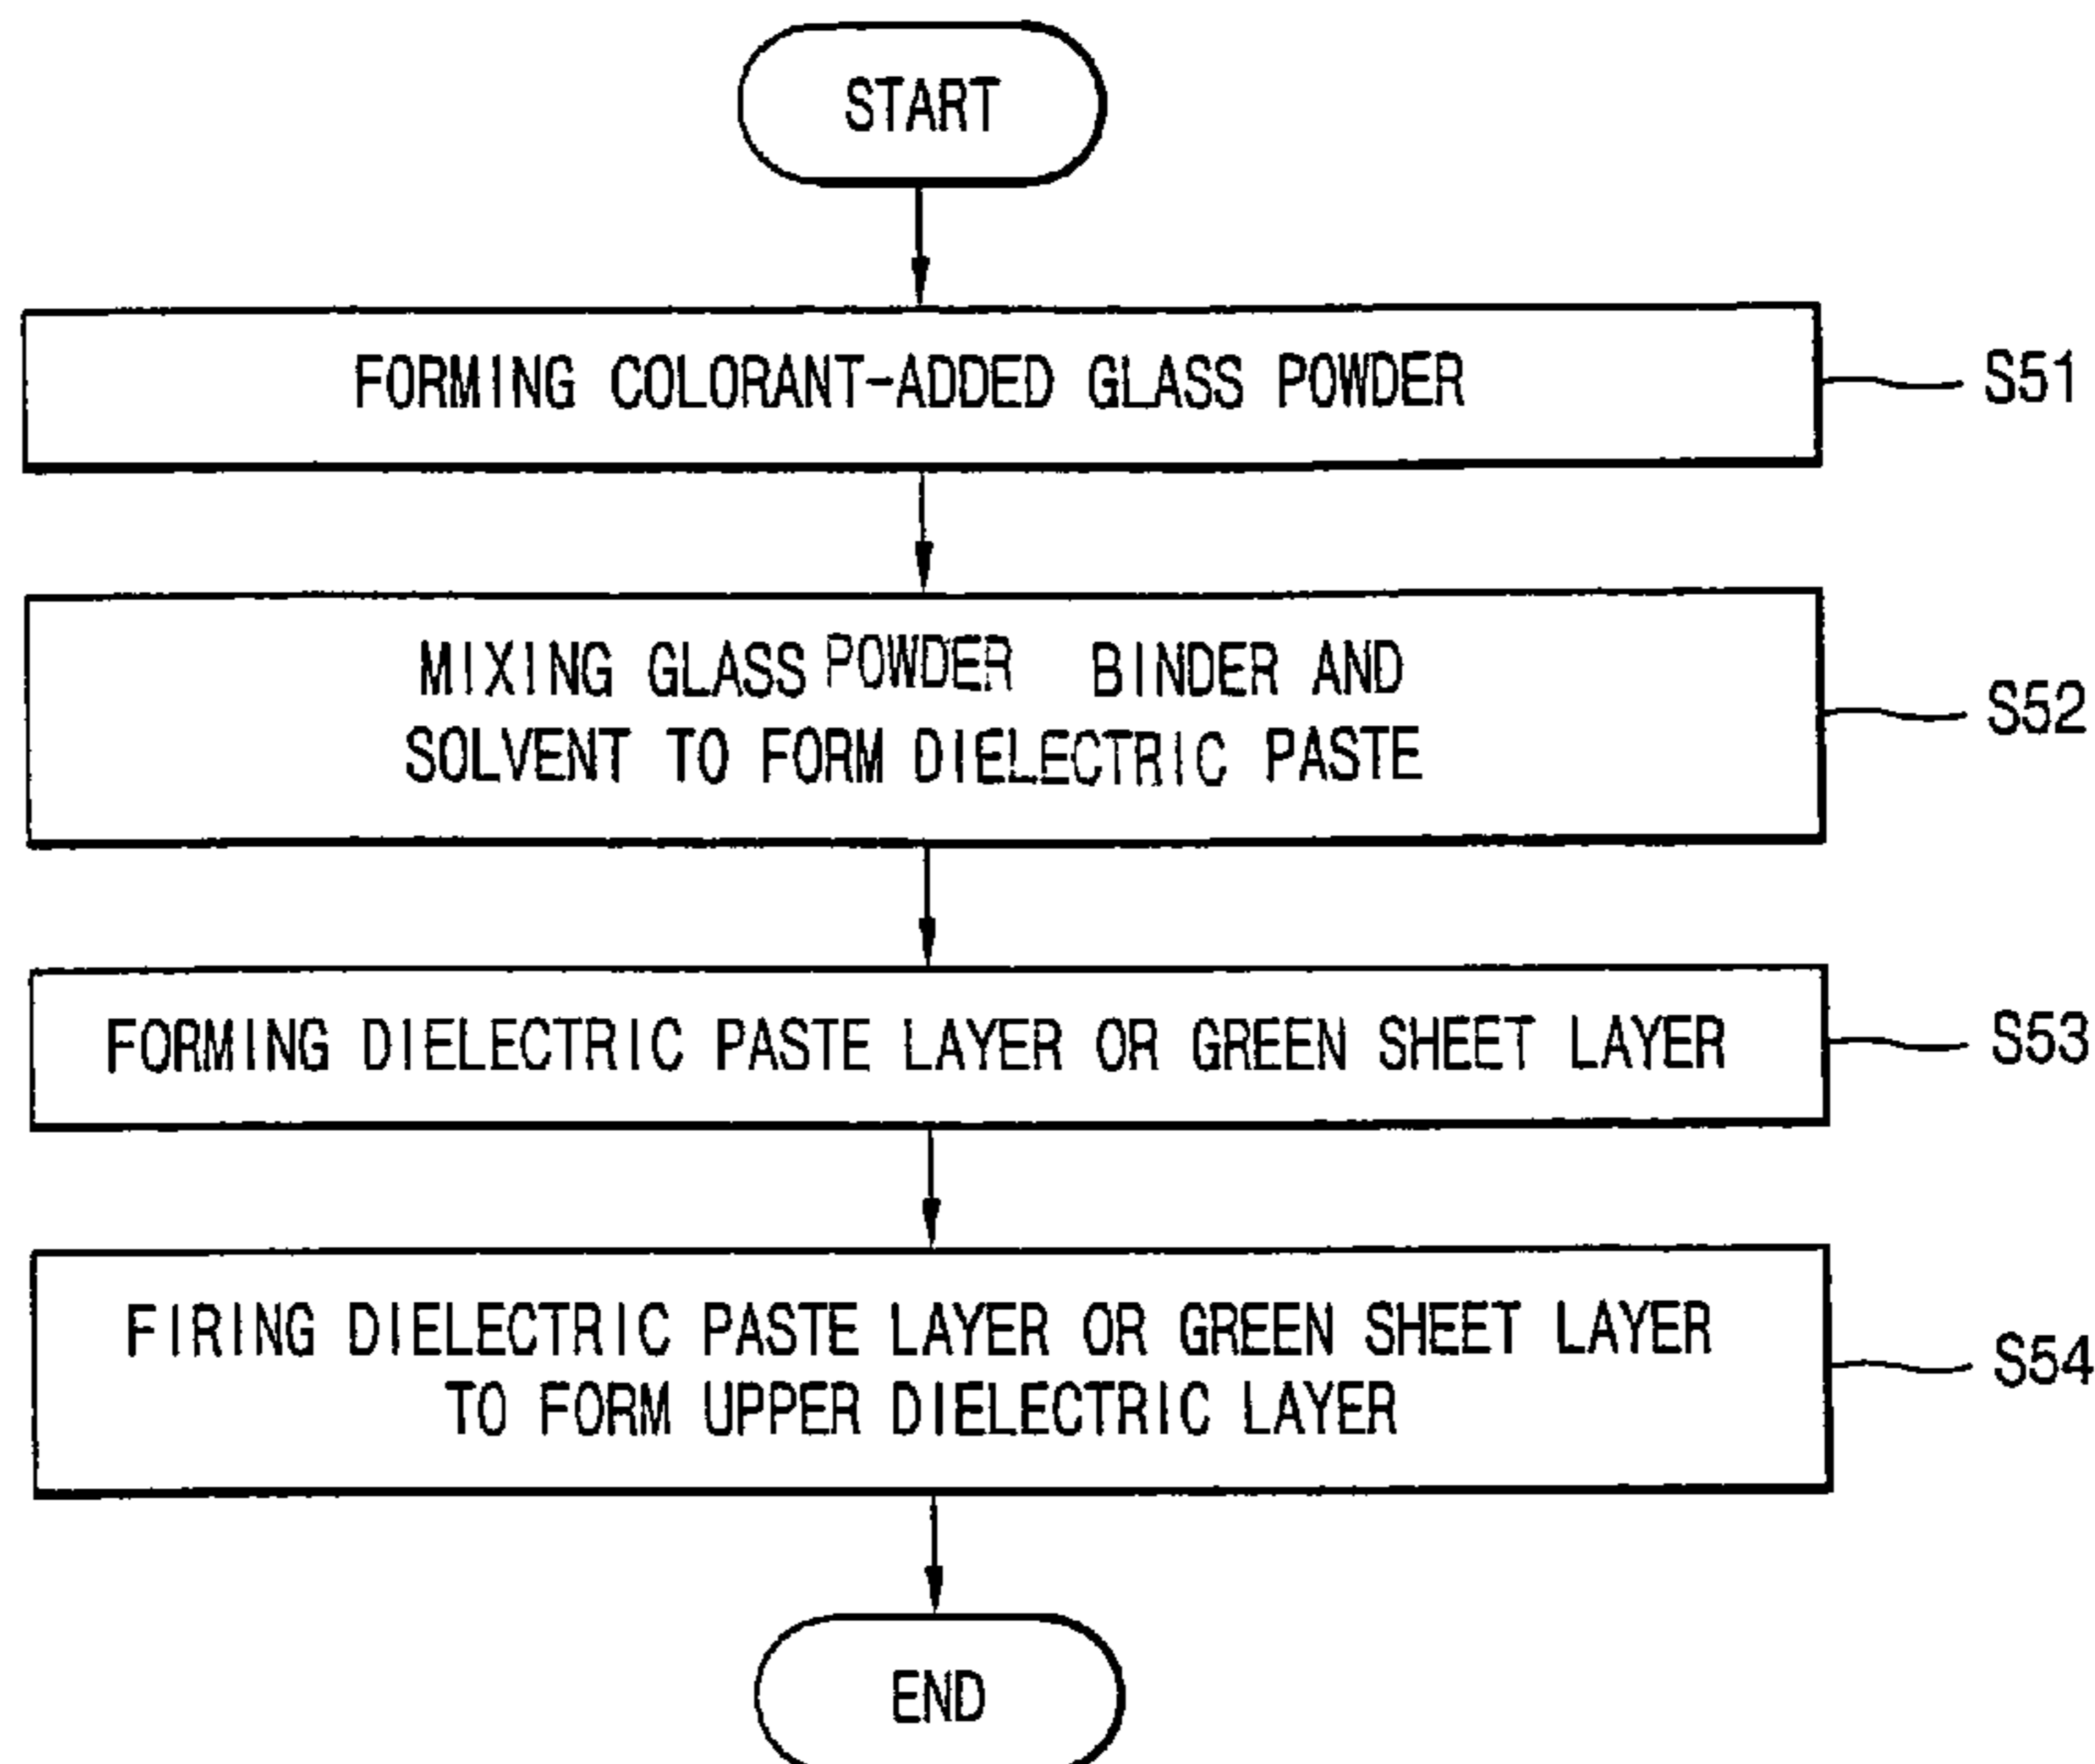 START
FORMING COLORANT-ADDED GLASS POWDER
S51
MIXING GLASS POWDER BINDER AND
SOLVENT TO FORM DIELECTRIC PASTE
S52
FORMING DIELECTRIC PASTE LAYER OR GREEN SHEET LAYER
S53
FIRING DIELECTRIC PASTE LAYER OR GREEN SHEET LAYER
TO FORM UPPER DIELECTRIC LAYER
S54
END